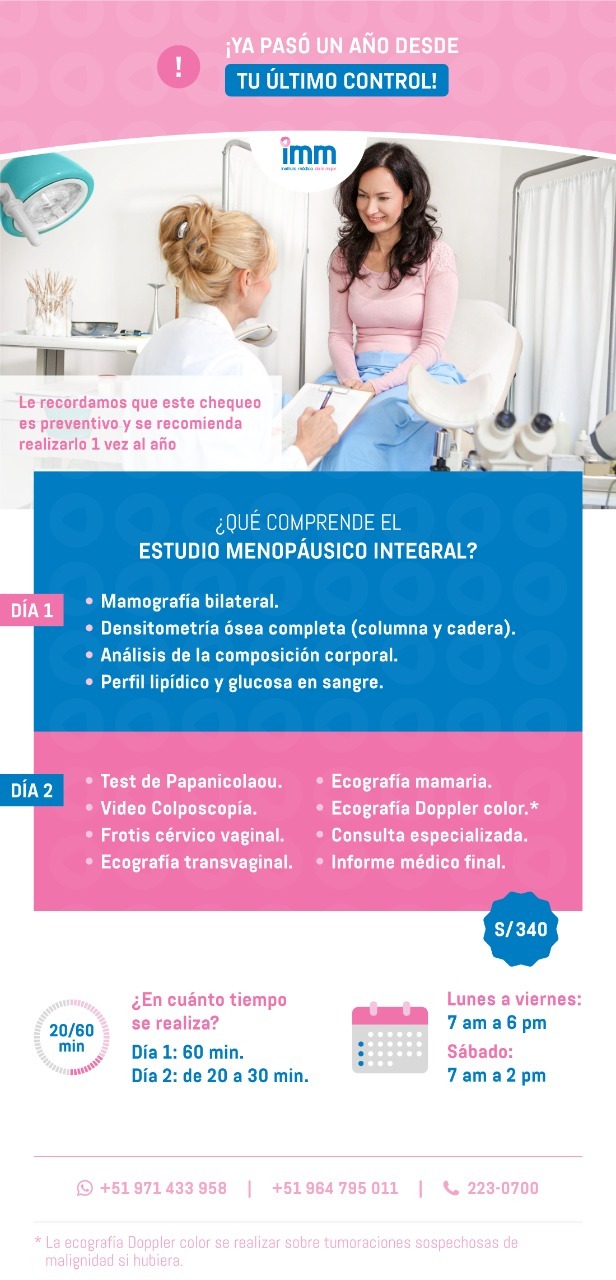 !
¡YA PASÓ UN AÑO DESDE
TU ÚLTIMO CONTROL!
imm
instituto médico de la mujer
Le recordamos que este chequeo
es preventivo y se recomienda
realizarlo 1 vez al año
¿QUÉ COMPRENDE EL
ESTUDIO MENOPÁUSICO INTEGRAL?
DÍA 1
• Mamografía bilateral.
• Densitometría ósea completa (columna y cadera).
• Análisis de la composición corporal.
• Perfil lipídico y glucosa en sangre.
DÍA 2
• Test de Papanicolaou.
• Video Colposcopía.
• Frotis cérvico vaginal.
• Ecografía transvaginal.
• Ecografía mamaria.
• Ecografía Doppler color.*
• Consulta especializada.
• Informe médico final.
S/340
20/60
min
¿En cuánto tiempo
se realiza?
Día 1: 60 min.
Día 2: de 20 a 30 min.
Lunes a viernes:
7 am a 6 pm
Sábado:
7 am a 2 pm
+51 971 433 958 | +51 964 795 011 | 223-0700
* La ecografía Doppler color se realizar sobre tumoraciones sospechosas de
malignidad si hubiera.